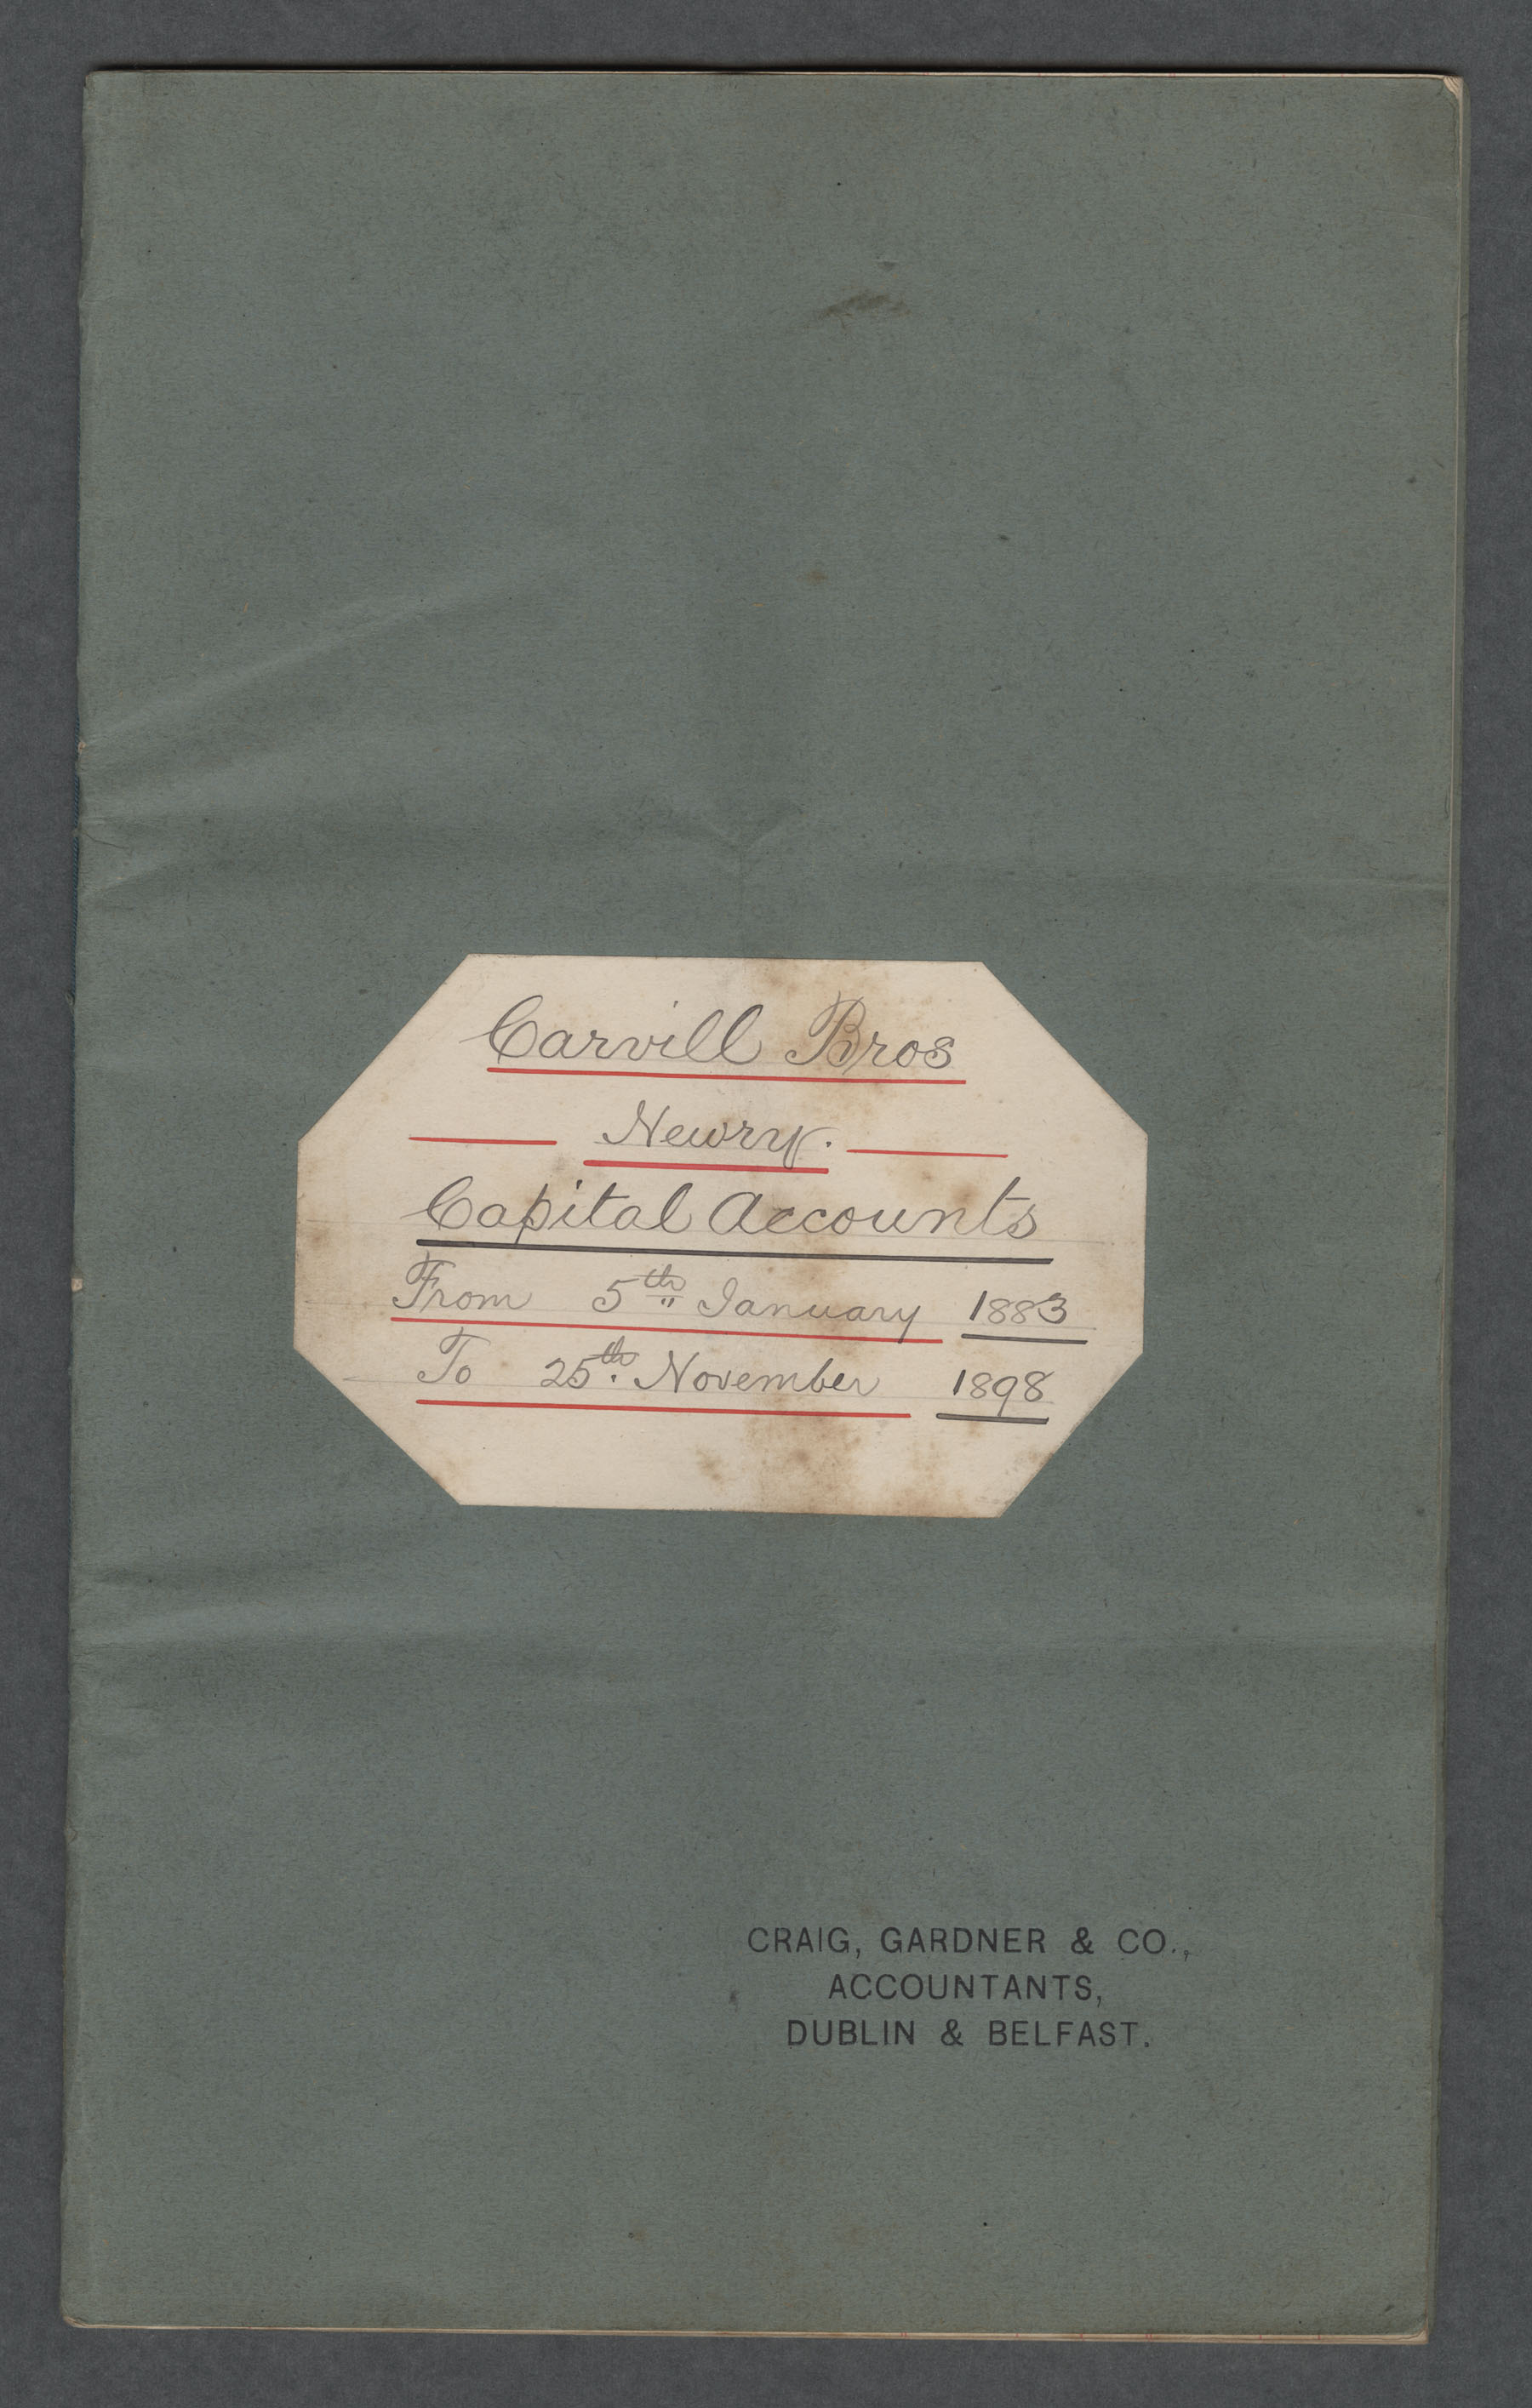 Carvill Bros
Newry.
Capital Accounts
From 5th January 1883
To 25th. November 1898
CRAIG, GARDNER & CO.,
ACCOUNTANTS,
DUBLIN & BELFAST.